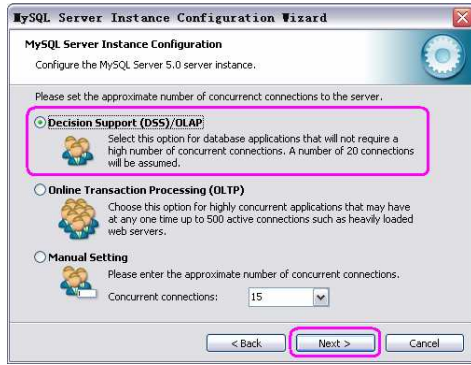 MySQL Server Instance Configuration Wizard
MySQL Server Instance Configuration
Configure the MySQL Server 5.0 server instance.
Please set the approximate number of concurrenct connections to the server.
Decision Support (DSS)/OLAP
Select this option for database applications that will not require a
high number of concurrent connections. A number of 20 connections
will be assumed.
Online Transaction Processing (OLTP)
Choose this option for highly concurrent applications that may have
at any one time up to 500 active connections such as heavily loaded
web servers.
Manual Setting
Please enter the approximate number of concurrent connections.
Concurrent connections: 15
< Back Next > Cancel